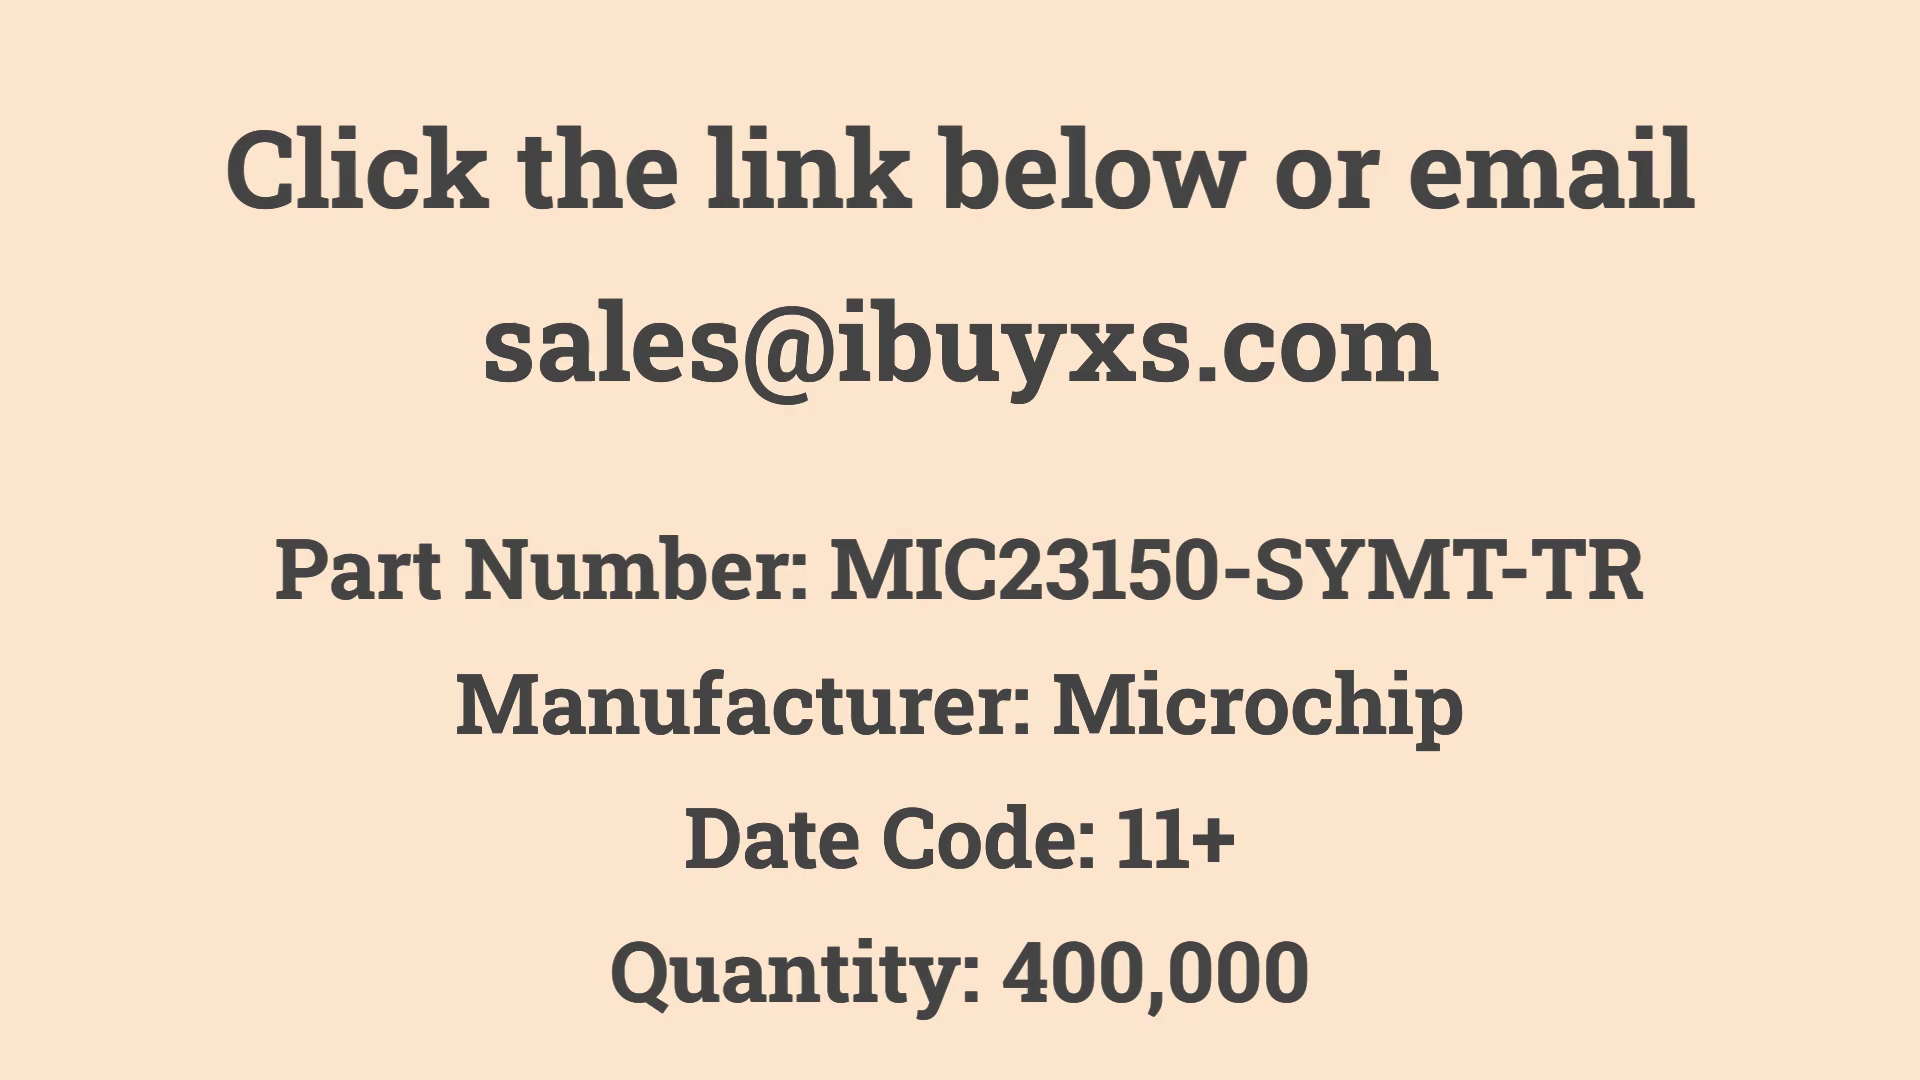 Click the link below or email
sales@ibuyxs.com
Part Number: MIC23150-SYMT-TR
Manufacturer: Microchip
Date Code: 11+
Quantity: 400,000